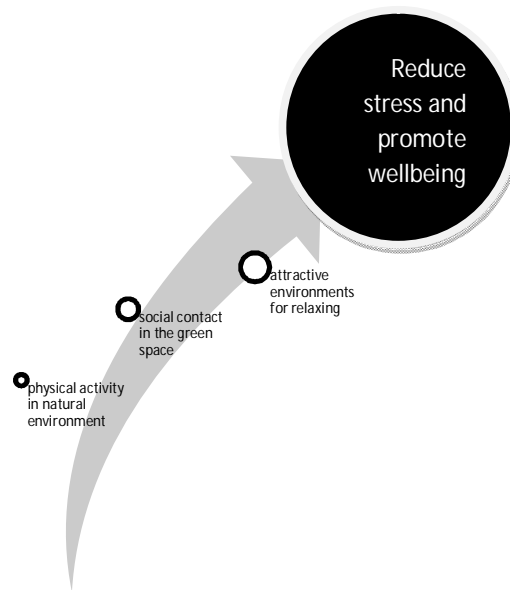 Reduce
stress and
promote
wellbeing
attractive
environments
for relaxing
social contact
in the green
space
physical activity
in natural
environment